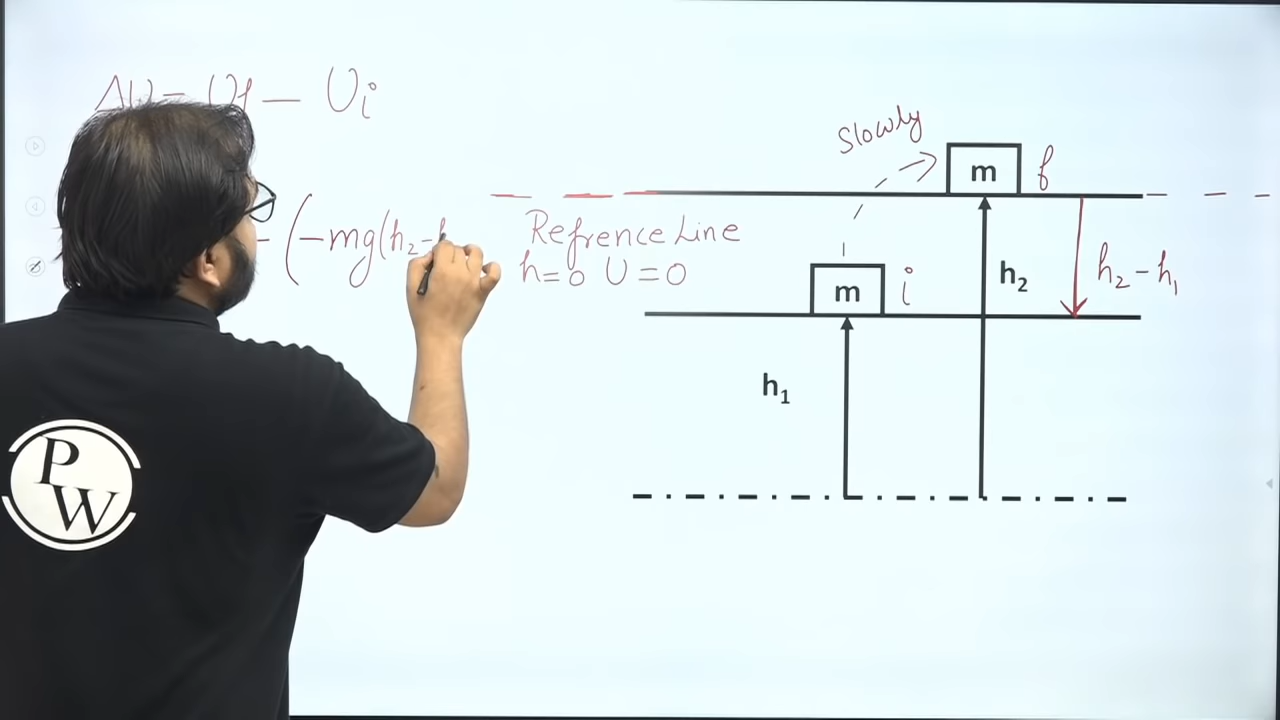 ΔU = Uf - Ui
- (-mg(h₂-h
Refrence Line
h=0 U=0
slowly
m f
m i
h₂
h₂-h₁
h₁
PW